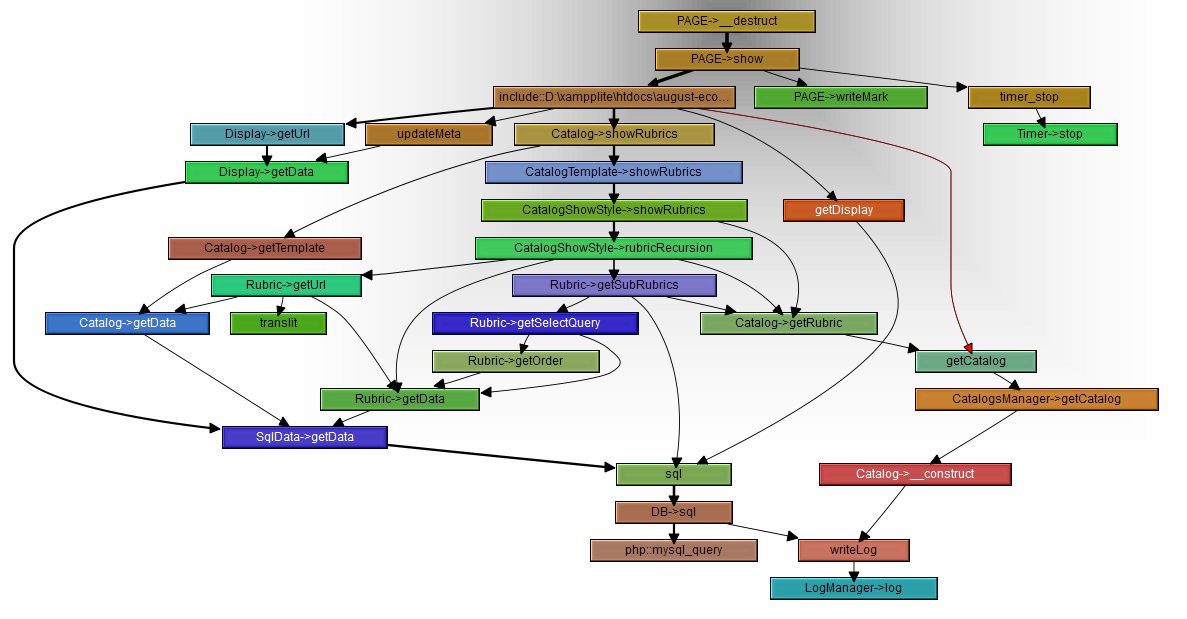 PAGE->__destruct
PAGE->show
include::D:\xampplite\htdocs\august-eco...
PAGE->writeMark
timer_stop
Display->getUrl
updateMeta
Catalog->showRubrics
Timer->stop
Display->getData
CatalogTemplate->showRubrics
CatalogShowStyle->showRubrics
getDisplay
Catalog->getTemplate
CatalogShowStyle->rubricRecursion
Rubric->getUrl
Rubric->getSubRubrics
Catalog->getData
translit
Rubric->getSelectQuery
Catalog->getRubric
Rubric->getOrder
getCatalog
Rubric->getData
CatalogsManager->getCatalog
SqlData->getData
sql
Catalog->__construct
DB->sql
php::mysql_query
writeLog
LogManager->log